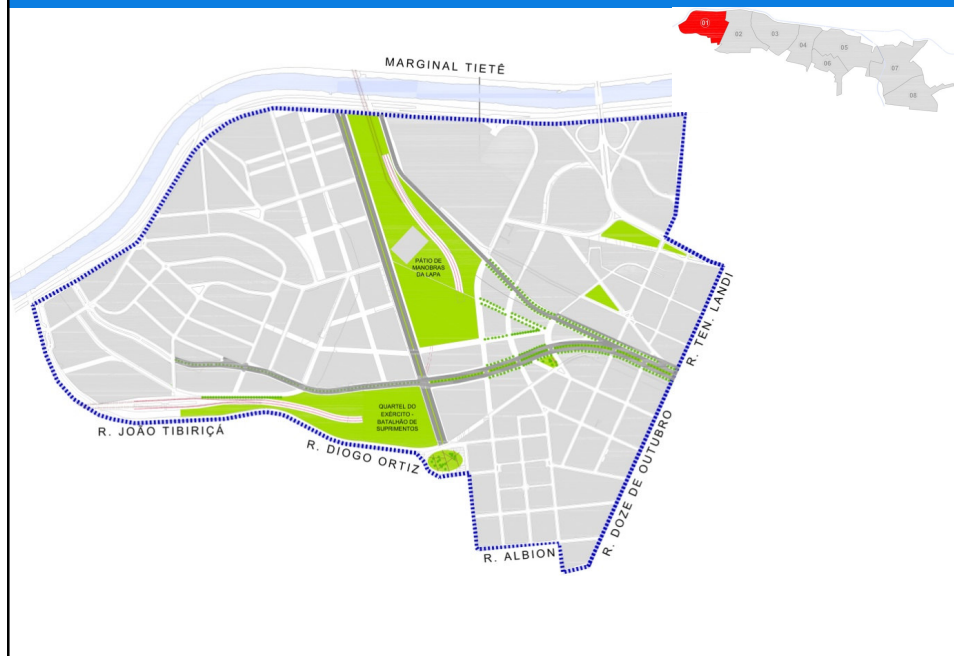 01
02
03
04
05
06
07
08
MARGINAL TIETÊ
PÁTIO DE
MANOBRAS
DA LAPA
R. TEN. LANDI
QUARTEL DO
EXÉRCITO -
BATALHÃO DE
SUPRIMENTOS
R. JOÃO TIBIRIÇÁ
R. DIOGO ORTIZ
R. DOZE DE OUTUBRO
R. ALBION